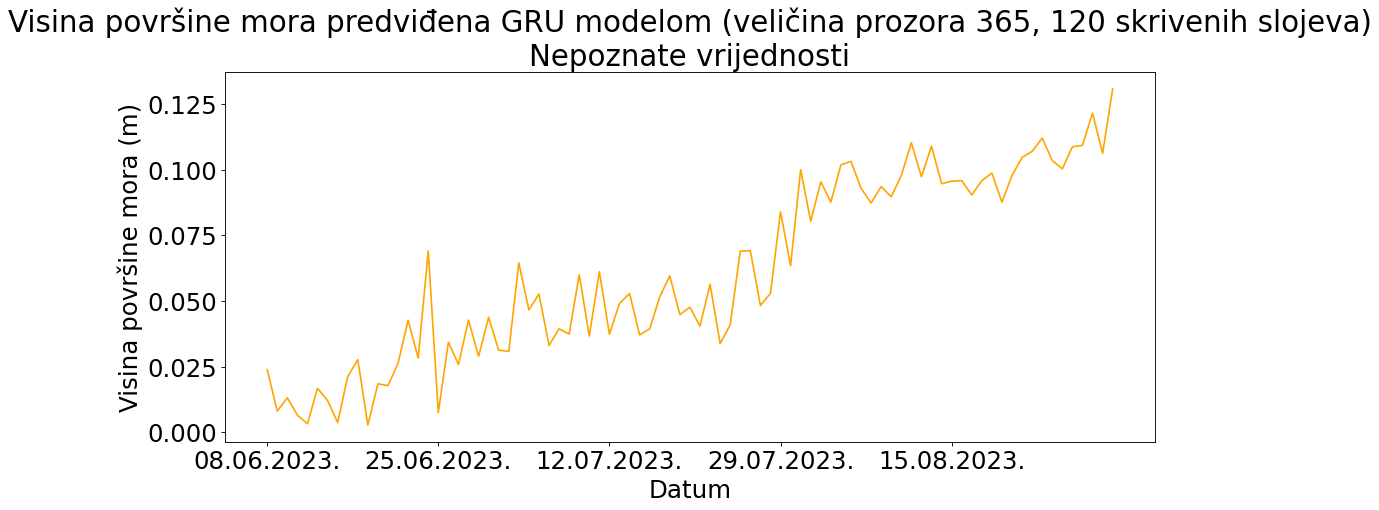 Visina površine mora predviđena GRU modelom (veličina prozora 365, 120 skrivenih slojeva)
Nepoznate vrijednosti
Visina površine mora (m)
0.125
0.100
0.075
0.050
0.025
0.000
08.06.2023. 25.06.2023. 12.07.2023. 29.07.2023. 15.08.2023.
Datum